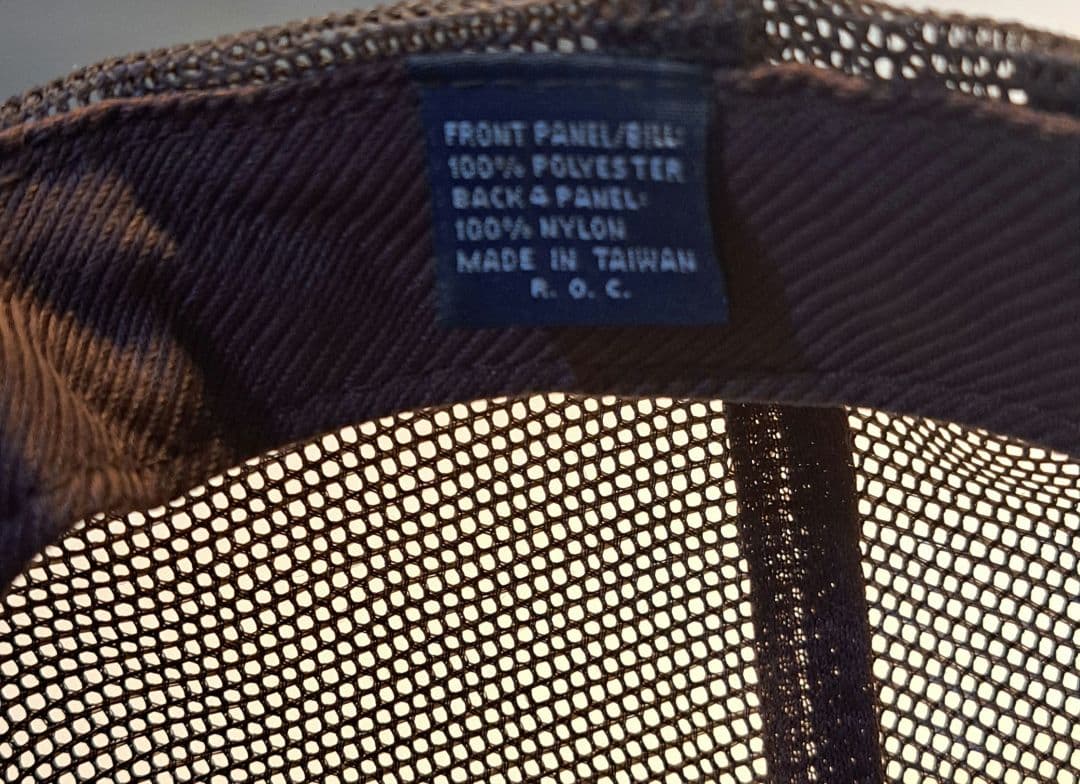 FRONT PANEL/BILL:
100% POLYESTER
BACK 4 PANEL:
100% NYLON
MADE IN TAIWAN
R. O. C.